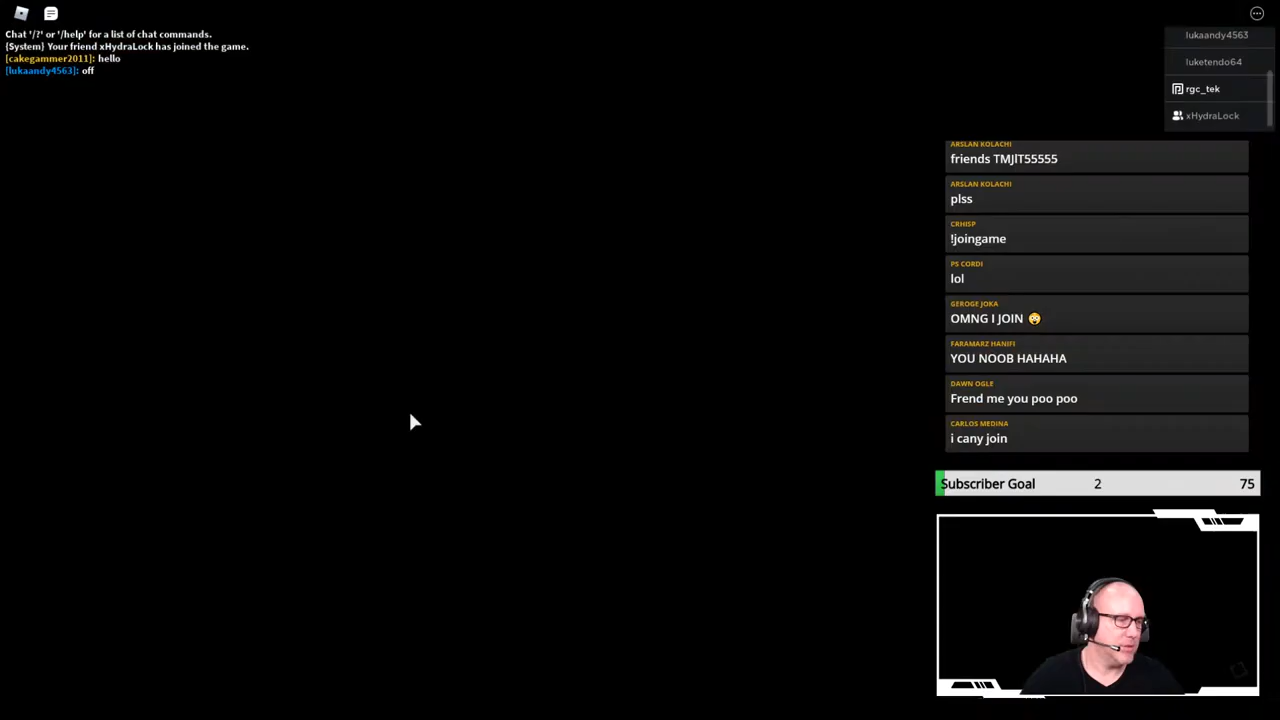 Chat '/?' or '/help' for a list of chat commands.
{System} Your friend xHydraLock has joined the game.
[cakegammer2011]: hello
[lukaandy4563]: off
lukaandy4563
luketendo64
rgc_tek
xHydraLock
ARSLAN KOLACHI
friends TMJlT55555
ARSLAN KOLACHI
plss
CRHISP
!joingame
PS CORDI
lol
GEROGE JOKA
OMNG I JOIN 😲
FARAMARZ HANIFI
YOU NOOB HAHAHA
DAWN OGLE
Frend me you poo poo
CARLOS MEDINA
i cany join
Subscriber Goal 2 75